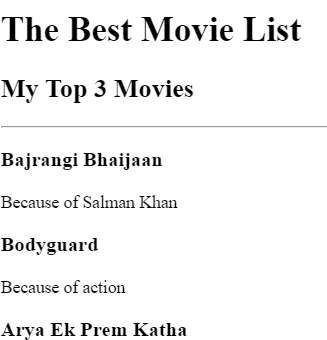 The Best Movie List
My Top 3 Movies
Bajrangi Bhaijaan
Because of Salman Khan
Bodyguard
Because of action
Arya Ek Prem Katha